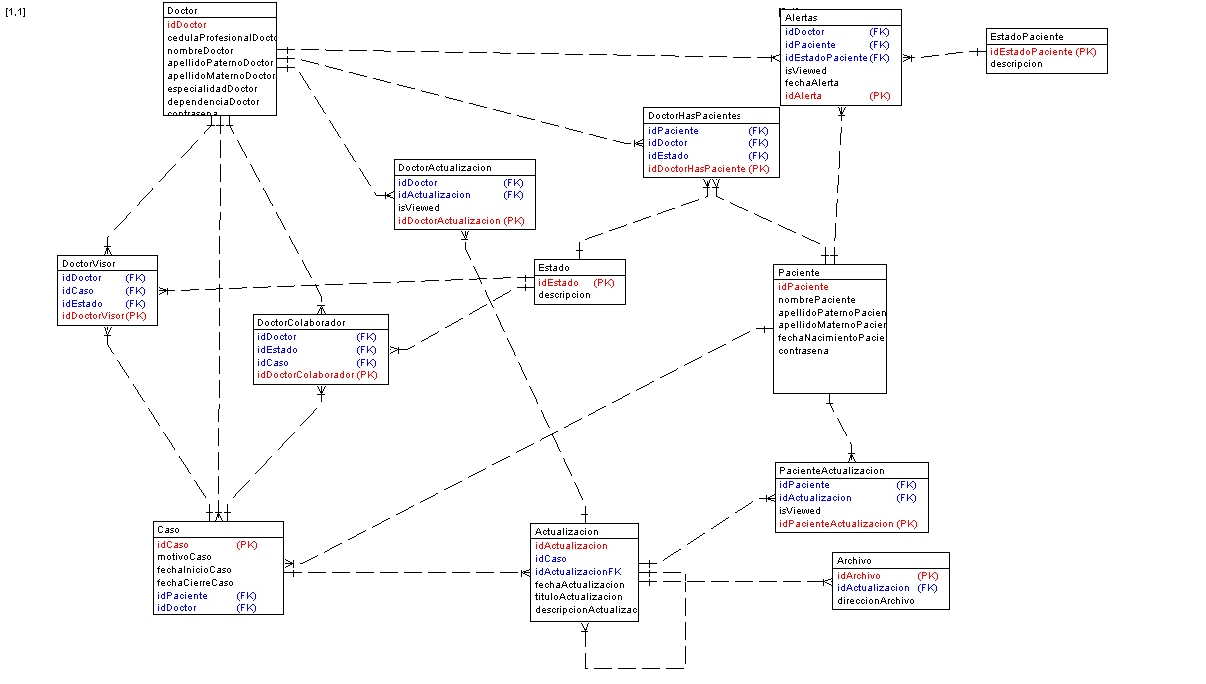 [1,1]
Doctor
idDoctor
cedulaProfesionalDocto
nombreDoctor
apellidoPaternoDoctor
apellidoMaternoDoctor
especialidadDoctor
dependenciaDoctor
contrasena
Alertas
idDoctor (FK)
idPaciente (FK)
idEstadoPaciente (FK)
isViewed
fechaAlerta
idAlerta (PK)
EstadoPaciente
idEstadoPaciente (PK)
descripcion
DoctorHasPacientes
idPaciente (FK)
idDoctor (FK)
idEstado (FK)
idDoctorHasPaciente (PK)
DoctorActualizacion
idDoctor (FK)
idActualizacion (FK)
isViewed
idDoctorActualizacion (PK)
DoctorVisor
idDoctor (FK)
idCaso (FK)
idEstado (FK)
idDoctorVisor (PK)
Estado
idEstado (PK)
descripcion
Paciente
idPaciente
nombrePaciente
apellidoPaternoPacien
apellidoMaternoPacier
fechaNacimientoPacie
contrasena
DoctorColaborador
idDoctor (FK)
idEstado (FK)
idCaso (FK)
idDoctorColaborador (PK)
PacienteActualizacion
idPaciente (FK)
idActualizacion (FK)
isViewed
idPacienteActualizacion (PK)
Caso
idCaso (PK)
motivoCaso
fechaInicioCaso
fechaCierreCaso
idPaciente (FK)
idDoctor (FK)
Actualizacion
idActualizacion
idCaso
idActualizacionFK
fechaActualizacion
tituloActualizacion
descripcionActualizac
Archivo
idArchivo (PK)
idActualizacion (FK)
direccionArchivo